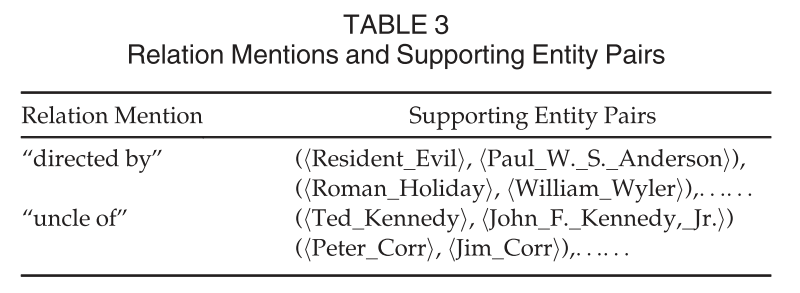 TABLE 3
Relation Mentions and Supporting Entity Pairs
Relation Mention Supporting Entity Pairs
“directed by” (⟨Resident_Evil⟩, ⟨Paul_W._S._Anderson⟩),
(⟨Roman_Holiday⟩, ⟨William_Wyler⟩),......
“uncle of” (⟨Ted_Kennedy⟩, ⟨John_F._Kennedy,_Jr.⟩)
(⟨Peter_Corr⟩, ⟨Jim_Corr⟩),......